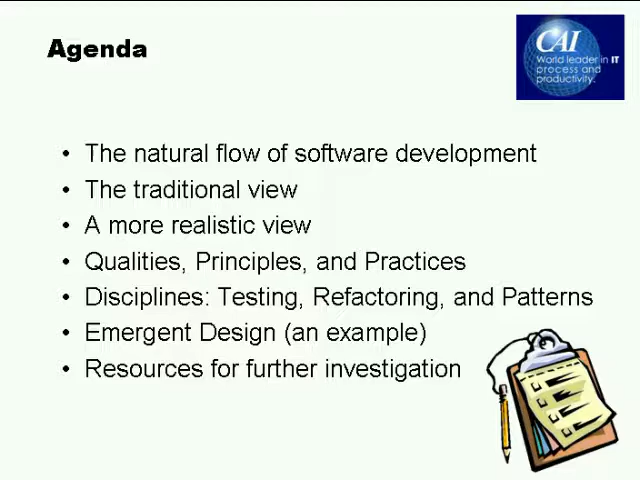 Agenda
CAI
World leader in IT
process and
productivity.
• The natural flow of software development
• The traditional view
• A more realistic view
• Qualities, Principles, and Practices
• Disciplines: Testing, Refactoring, and Patterns
• Emergent Design (an example)
• Resources for further investigation